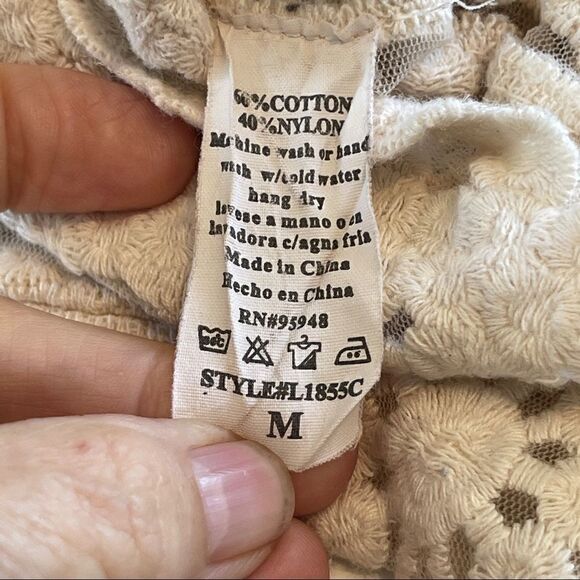 60%COTTON
40%NYLON
Machine wash or hand
wash w/cold water
hang dry
lavese a mano o en
lavadora c/agna fria
Made in China
Hecho en China
RN#95948
STYLE#L1855C
M